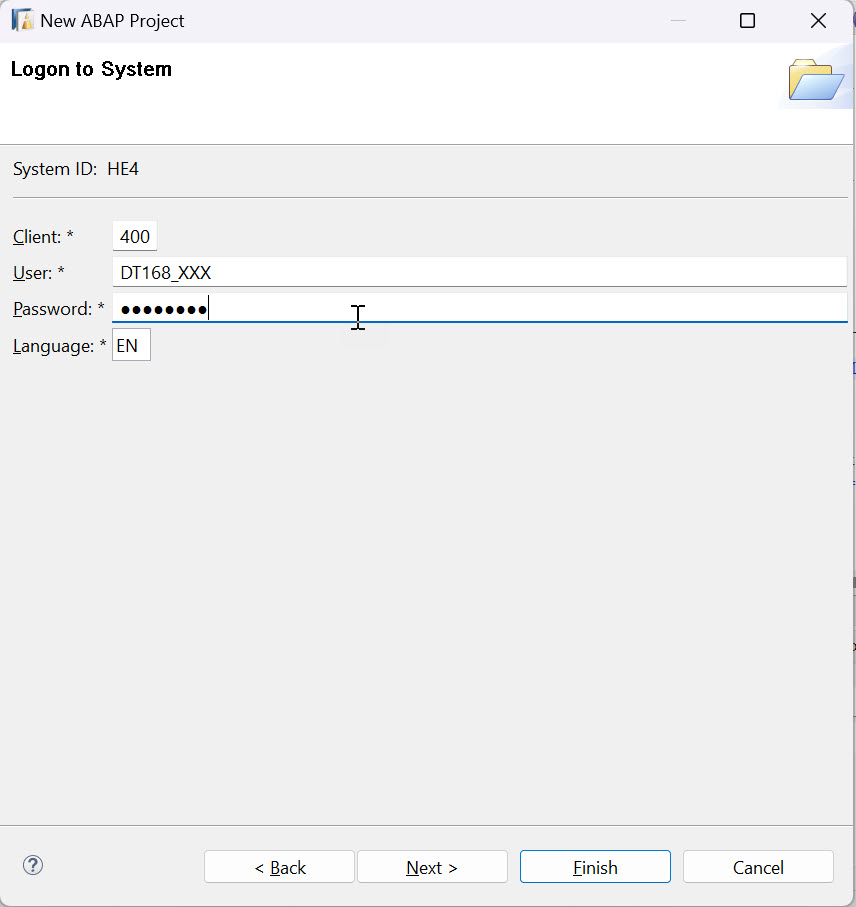 New ABAP Project
Logon to System
System ID: HE4
Client: * 400
User: * DT168_XXX
Password: * ●●●●●●●●
Language: * EN
< Back Next > Finish Cancel